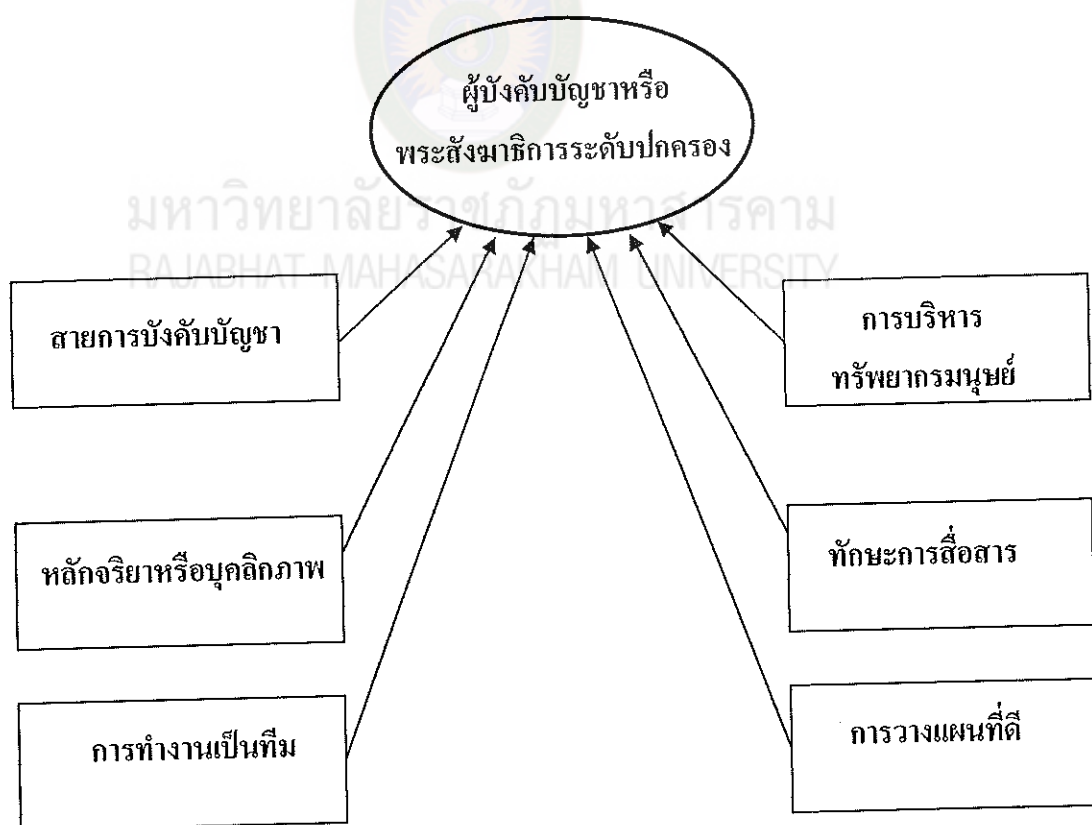 ผู้บังคับบัญชาหรือ
พระสังฆาธิการระดับปกครอง
มหาวิทยาลัยราชภัฏมหาสารคาม
RAJABHAT MAHASARAKHAM UNIVERSITY
สายการบังคับบัญชา
การบริหาร
ทรัพยากรมนุษย์
หลักจริยาหรือบุคลิกภาพ
ทักษะการสื่อสาร
การทำงานเป็นทีม
การวางแผนที่ดี